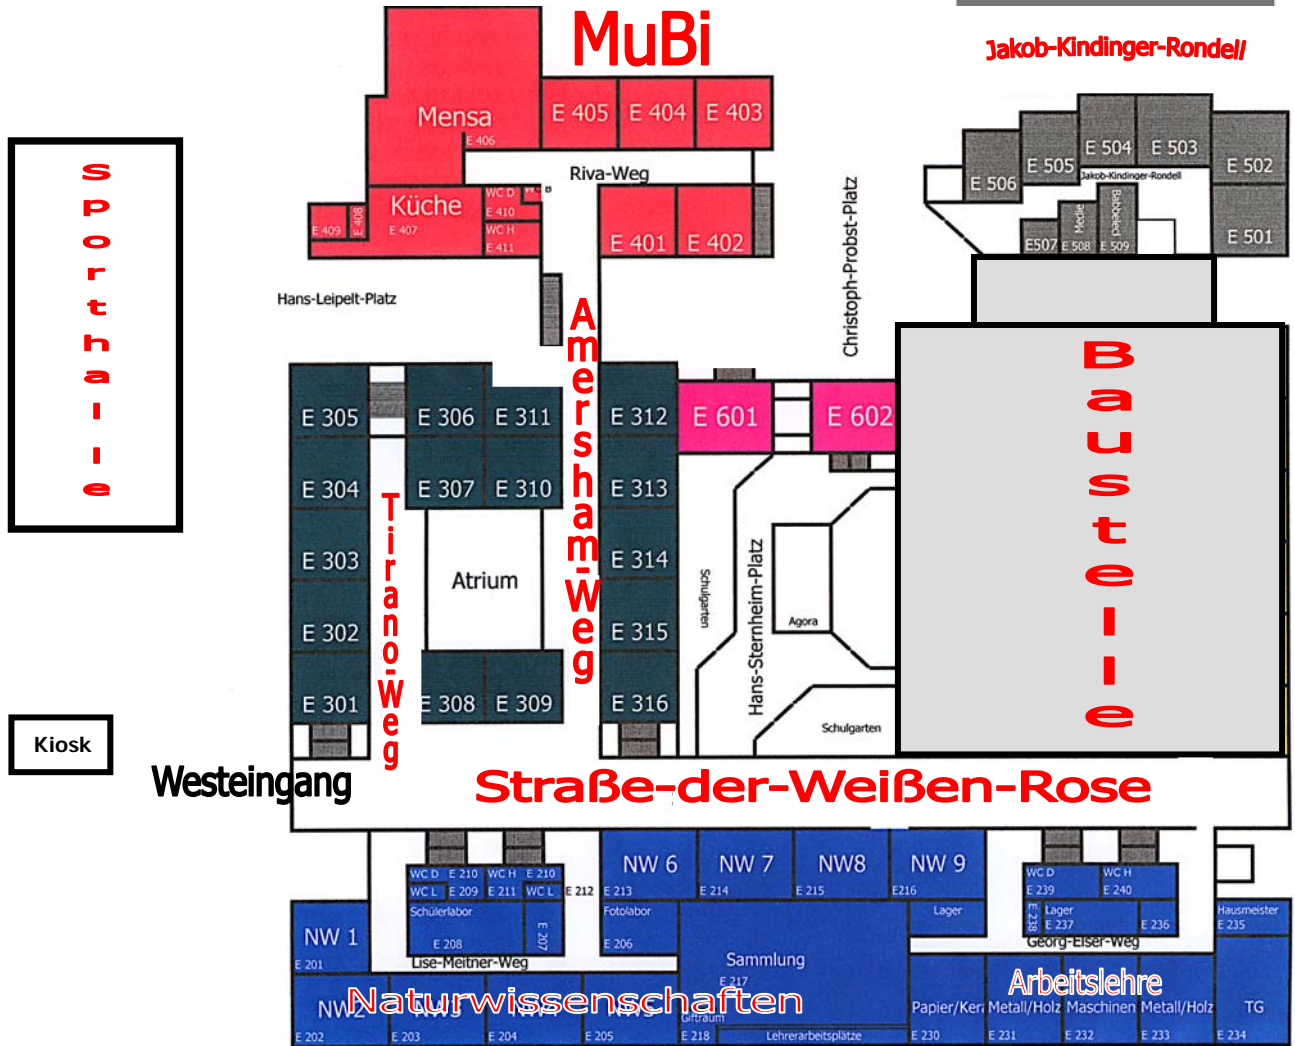 MuBi
Jakob-Kindinger-Rondell
Mensa
E 406
E 405
E 404
E 403
Riva-Weg
Küche
E 407
E 409
E 408
WC D
E 410
WC B
WC H
E 411
E 401
E 402
E 506
E 505
E 504
E 503
E 502
Jakob-Kindinger-Rondell
E507
Medie
E 508
E 509
E 501
Christoph-Probst-Platz
Hans-Leipelt-Platz
Sporthalle
Amersham-Weg
Baustelle
E 305
E 306
E 311
E 312
E 601
E 602
E 304
E 307
E 310
E 313
Tirano-Weg
E 303
Atrium
E 314
Schulgarten
Hans-Sternheim-Platz
Agora
E 302
E 315
E 301
E 308
E 309
E 316
Schulgarten
Kiosk
Westeingang
Straße-der-Weißen-Rose
NW 6
E 213
NW 7
E 214
NW8
E 215
NW 9
E216
WC D
E 210
WC H
E 210
WC L
E 209
E 211
WC L
E 212
Schülerlabor
E 208
E 207
Fotolabor
E 206
Lager
WC D
E 239
WC H
E 240
E 238
Lager
E 237
E 236
Hausmeister
E 235
NW 1
E 201
Lise-Meitner-Weg
Sammlung
E 217
Georg-Elser-Weg
Naturwissenschaften
Arbeitslehre
NW2
E 202
NW3
E 203
NW4
E 204
NW5
E 205
Giftraum
E 218
Lehrerarbeitsplätze
Papier/Kera
E 230
Metall/Holz
E 231
Maschinen
E 232
Metall/Holz
E 233
TG
E 234